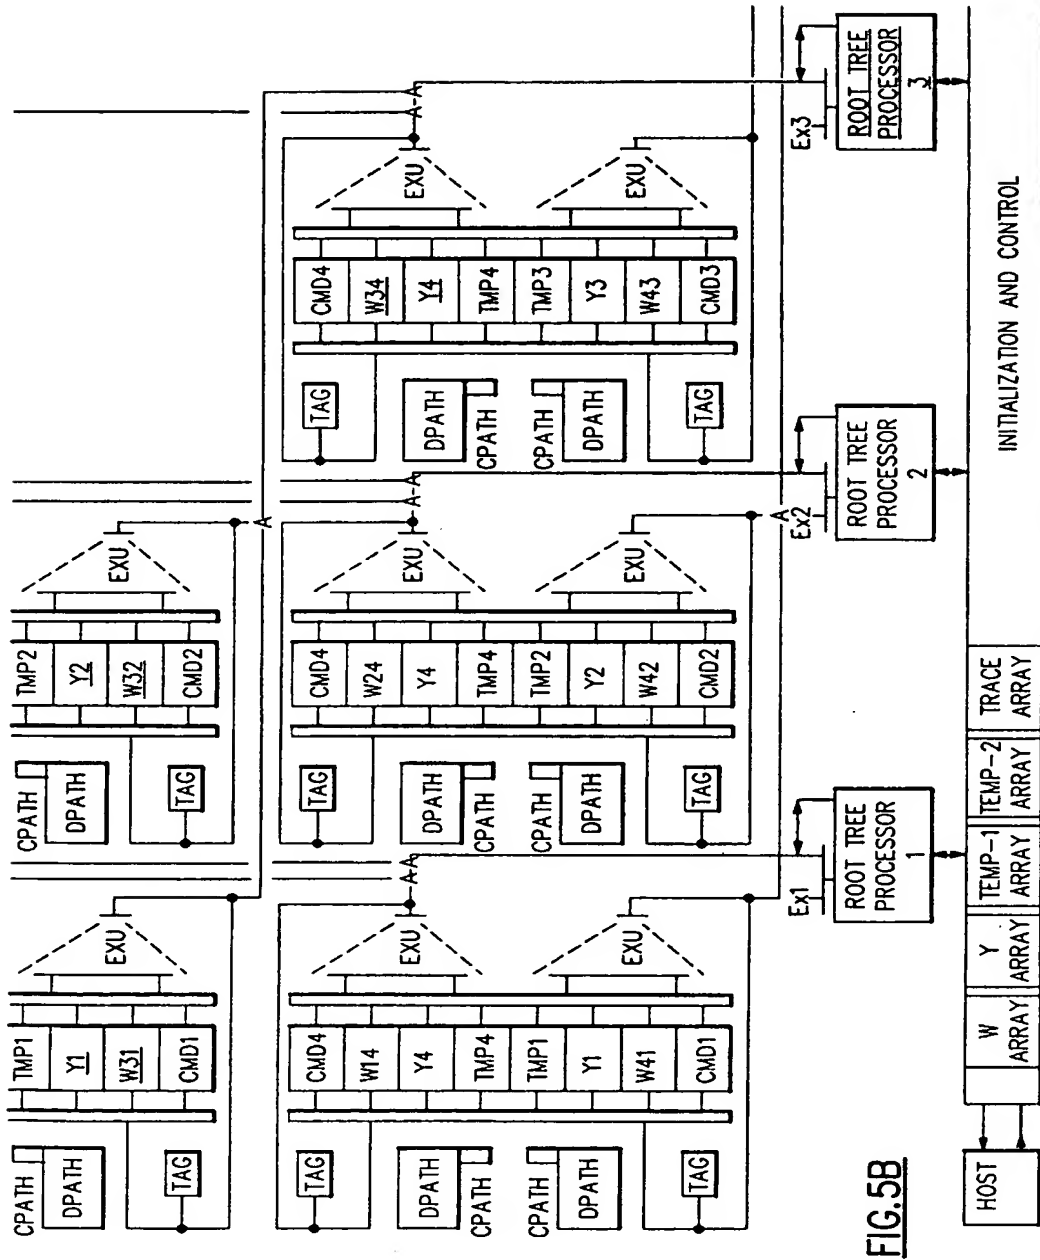 CPATH
DPATH
TAG
TMP1
Y1
W31
CMD1
EXU
CPATH
DPATH
TAG
TMP2
Y2
W32
CMD2
EXU
A
TAG
DPATH
CPATH
CPATH
DPATH
TAG
CMD4
W14
Y4
TMP4
TMP1
Y1
W41
CMD1
EXU
EXU
A
A
TAG
DPATH
CPATH
CPATH
DPATH
TAG
CMD4
W24
Y4
TMP4
TMP2
Y2
W42
CMD2
EXU
EXU
A
A
A
TAG
DPATH
CPATH
CPATH
DPATH
TAG
CMD4
W34
Y4
TMP4
TMP3
Y3
W43
CMD3
EXU
EXU
A
A
Ex1
ROOT TREE
PROCESSOR
1
Ex2
ROOT TREE
PROCESSOR
2
Ex3
ROOT TREE
PROCESSOR
3
HOST
W
ARRAY
Y
ARRAY
TEMP-1
ARRAY
TEMP-2
ARRAY
TRACE
ARRAY
INITIALIZATION AND CONTROL
FIG.5B